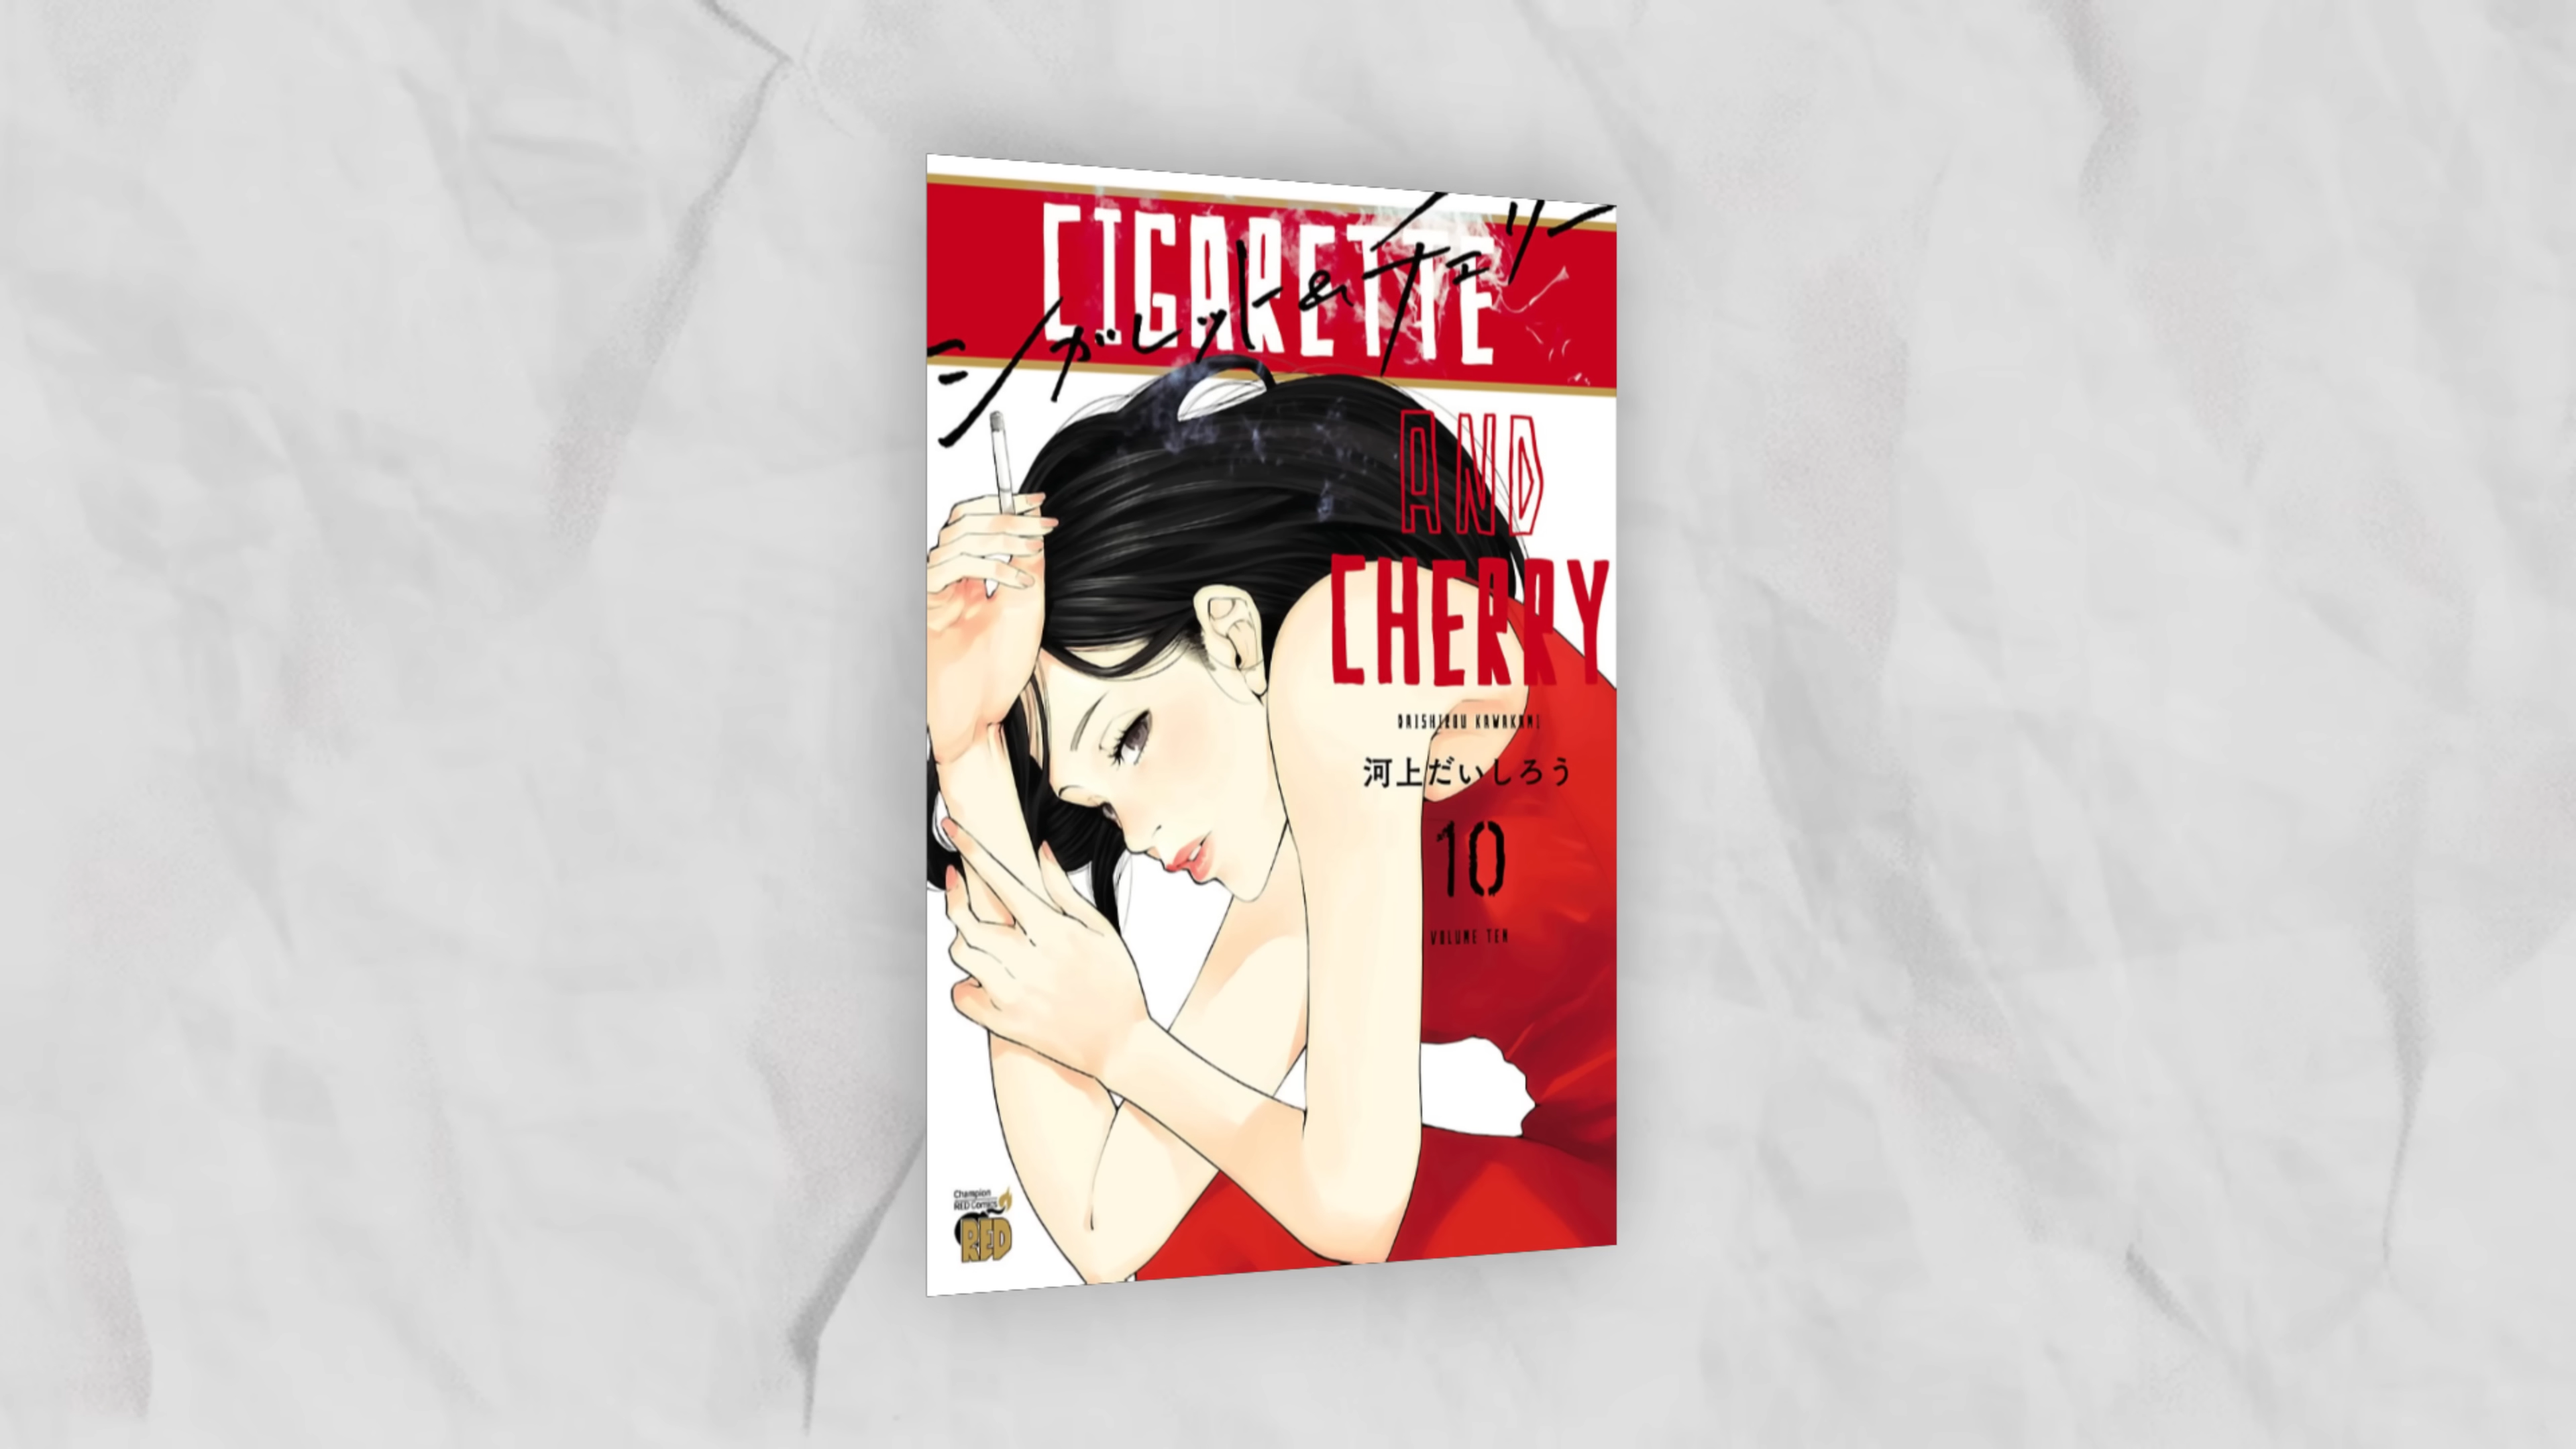 CIGARETTE
シガレット&チェリー
AND
CHERRY
DAISHIROU KAWAKAMI
河上だいしろう
10
VOLUME TEN
Champion
RED Comics
RED